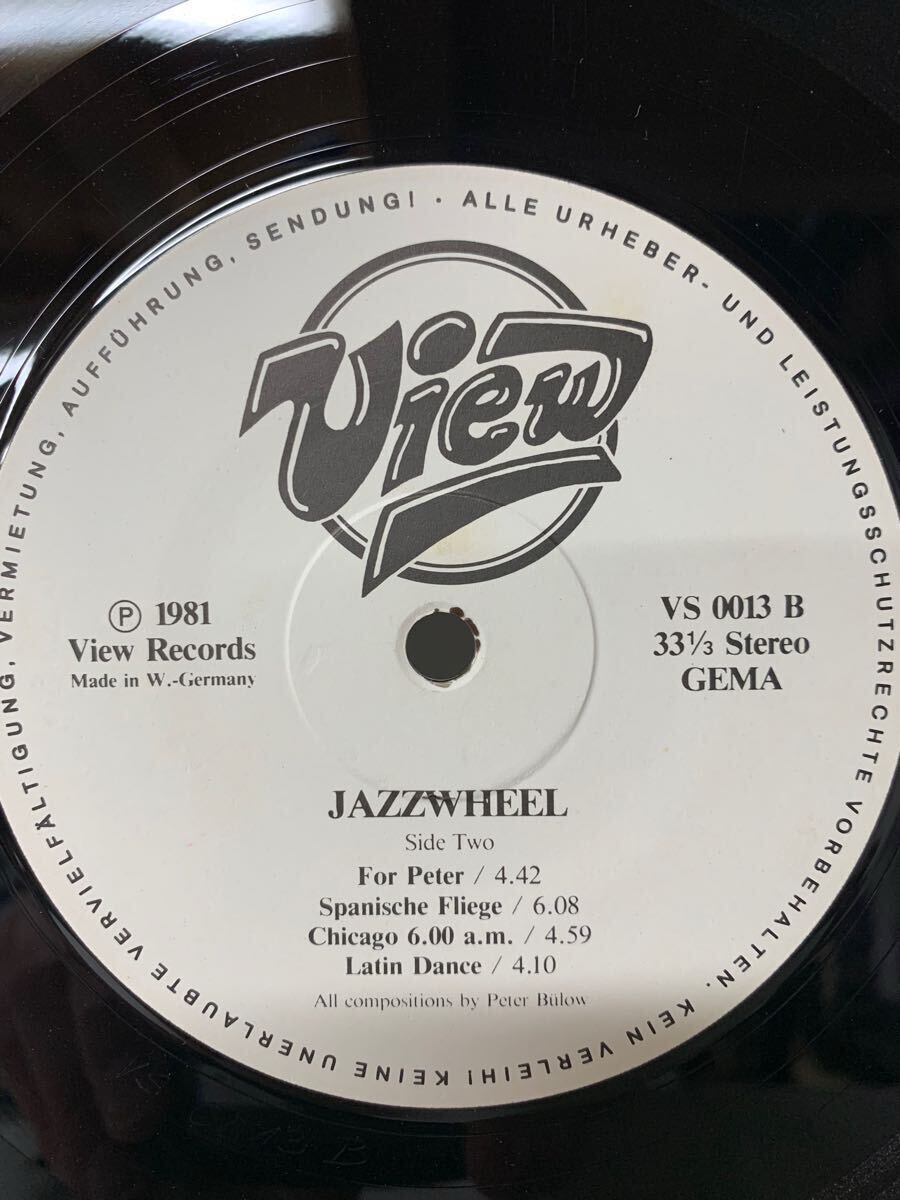 ALLE URHEBER- UND LEISTUNGSSCHUTZRECHTE VORBEHALTEN. KEIN VERLEIH! KEINE UNERLAUBTE VERVIELFÄLTIGUNG, VERMIETUNG, AUFFÜHRUNG, SENDUNG! ·
View
Ⓟ 1981
View Records
Made in W.-Germany
VS 0013 B
33⅓ Stereo
GEMA
JAZZWHEEL
Side Two
For Peter / 4.42
Spanische Fliege / 6.08
Chicago 6.00 a.m. / 4.59
Latin Dance / 4.10
All compositions by Peter Bülow